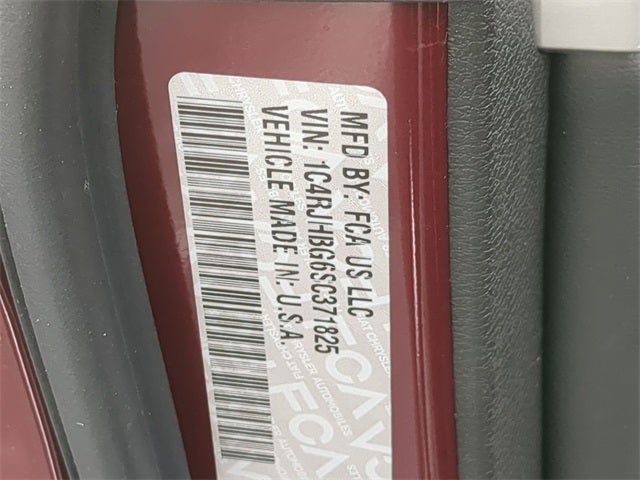 MFD BY: FCA US LLC
VIN: 1C4RJHBG6SC371825
VEHICLE MADE IN: U.S.A.